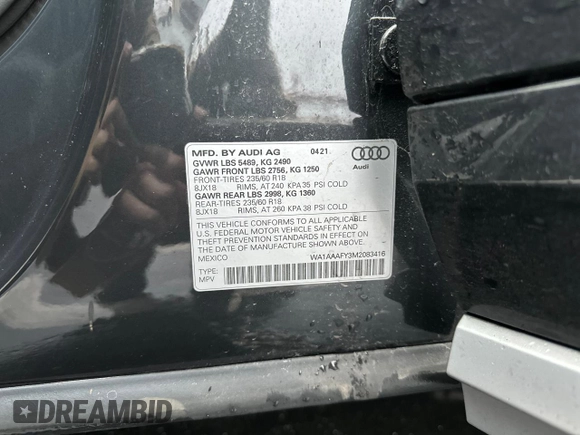 MFD. BY AUDI AG 04 21
GVWR LBS 5489, KG 2490
GAWR FRONT LBS 2756, KG 1250
FRONT-TIRES 235/60 R18
8JX18 RIMS, AT 240 KPA 35 PSI COLD
GAWR REAR LBS 2998, KG 1360
REAR-TIRES 235/60 R18
8JX18 RIMS, AT 260 KPA 38 PSI COLD
Audi
THIS VEHICLE CONFORMS TO ALL APPLICABLE
U.S. FEDERAL MOTOR VEHICLE SAFETY AND
THEFT PREVENTION STANDARDS IN EFFECT ON
THE DATE OF MANUFACTURE SHOWN ABOVE.
MEXICO WA1AAAFY3M2083416
TYPE:
MPV
DREAMBID